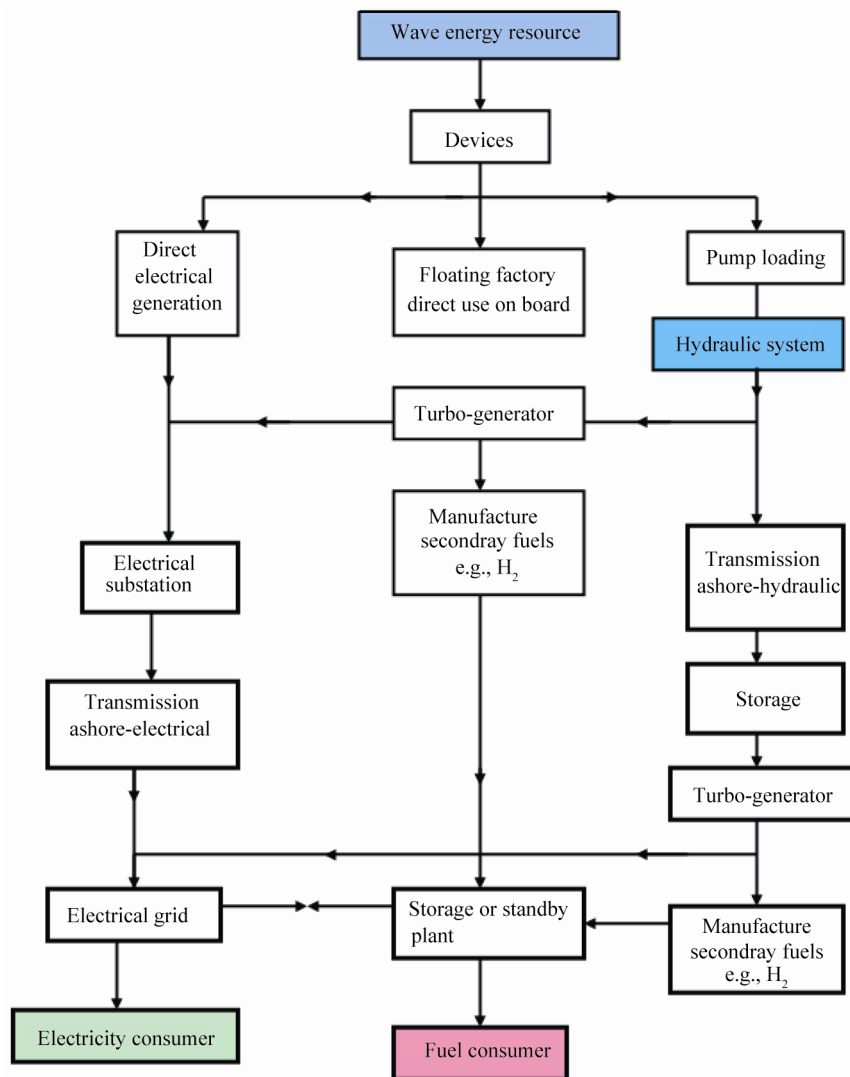 Wave energy resource
Devices
Direct
electrical
generation
Floating factory
direct use on board
Pump loading
Hydraulic system
Turbo-generator
Manufacture
secondray fuels
e.g., H₂
Electrical
substation
Transmission
ashore-hydraulic
Transmission
ashore-electrical
Storage
Turbo-generator
Electrical grid
Storage or standby
plant
Manufacture
secondray fuels
e.g., H₂
Electricity consumer
Fuel consumer